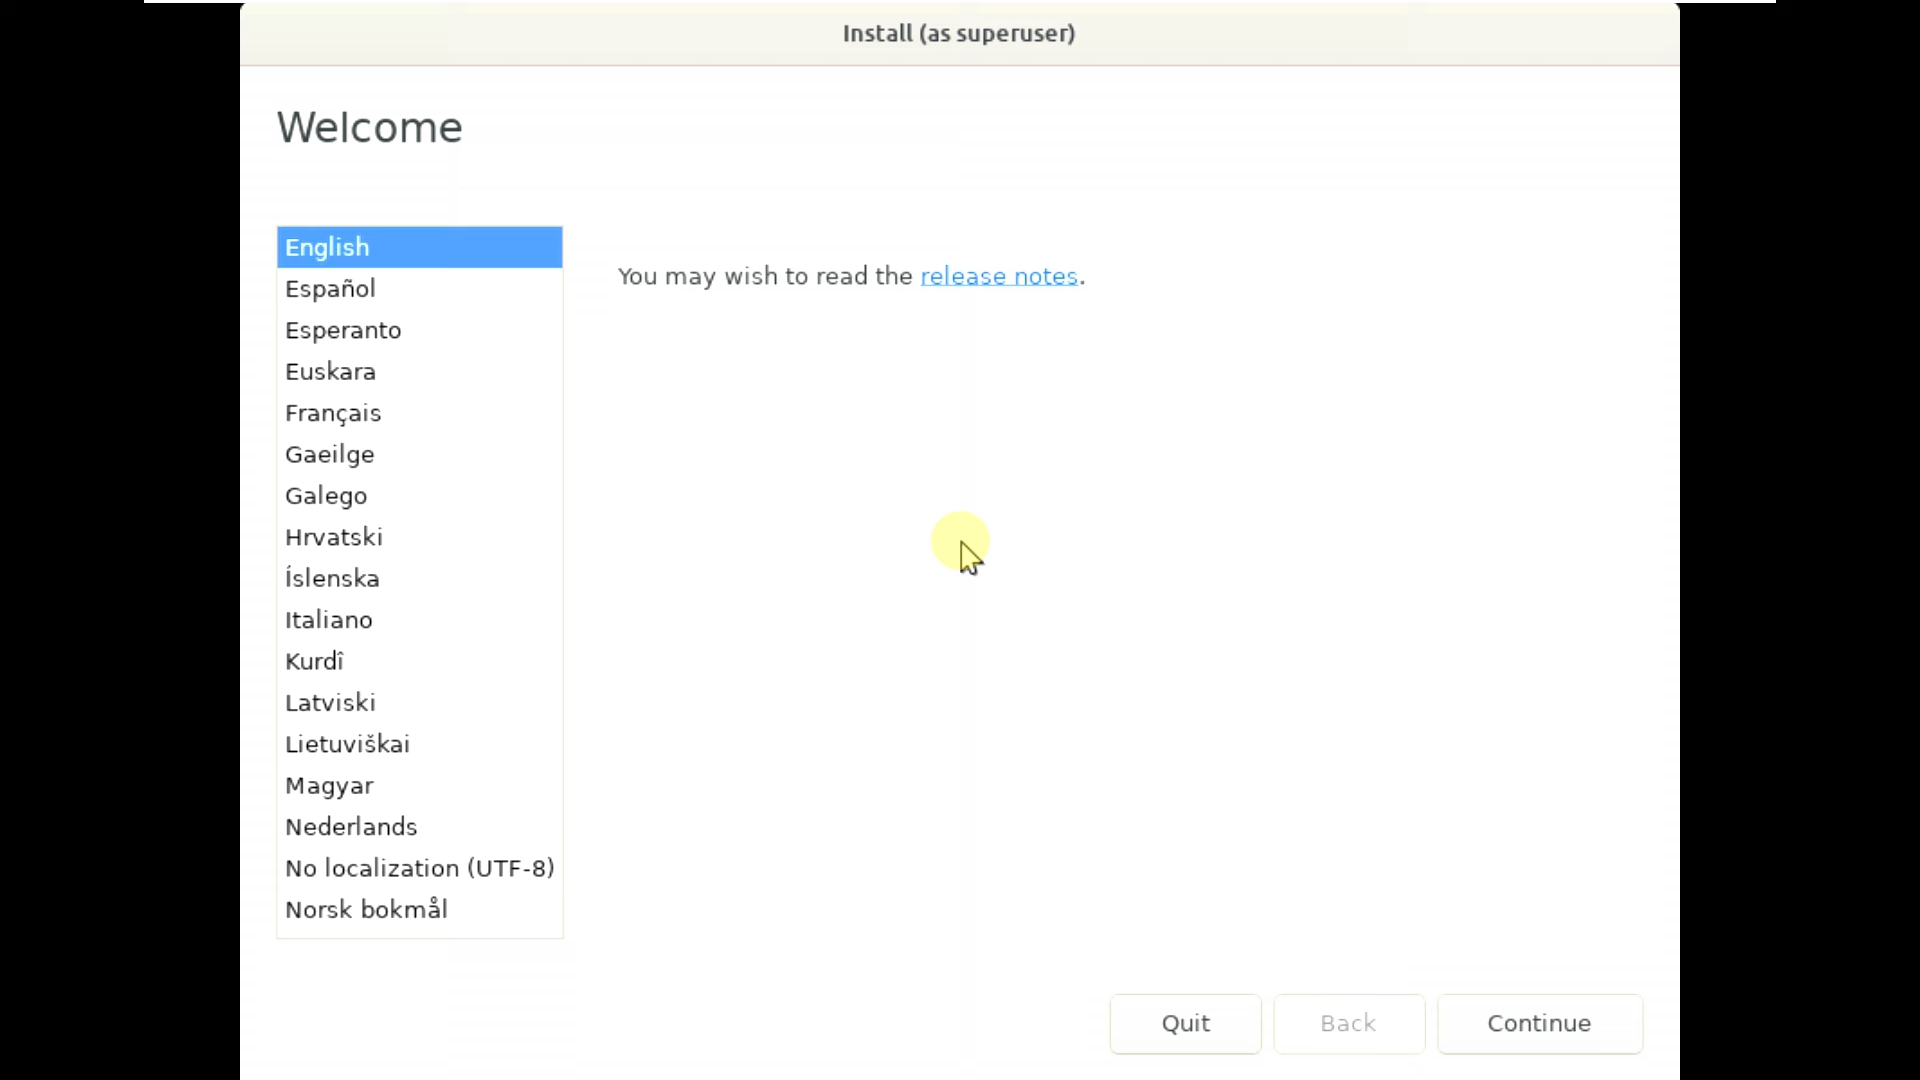 Install (as superuser)
Welcome
English
Español
Esperanto
Euskara
Français
Gaeilge
Galego
Hrvatski
Íslenska
Italiano
Kurdî
Latviski
Lietuviškai
Magyar
Nederlands
No localization (UTF-8)
Norsk bokmål
You may wish to read the release notes.
Quit
Back
Continue